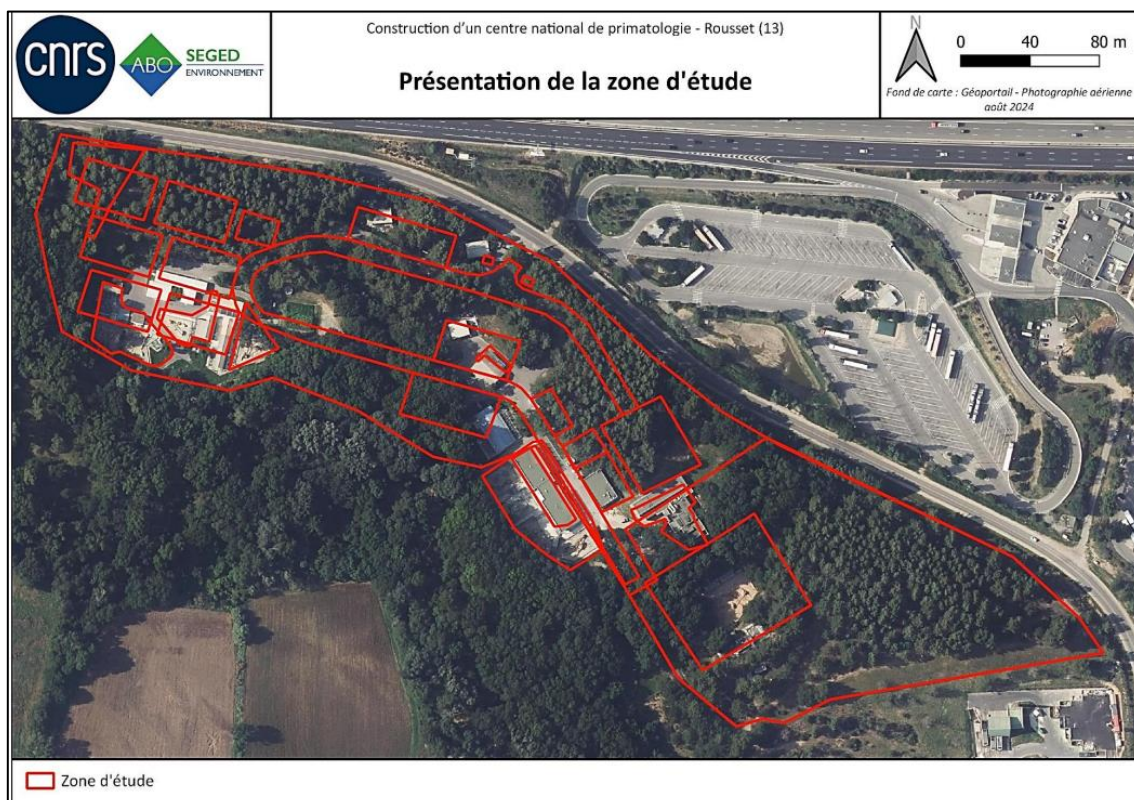 cnrs
ABO
SEGED
ENVIRONNEMENT
Construction d'un centre national de primatologie - Rousset (13)
Présentation de la zone d'étude
N
0 40 80 m
Fond de carte : Géoportail - Photographie aérienne
août 2024
Zone d'étude